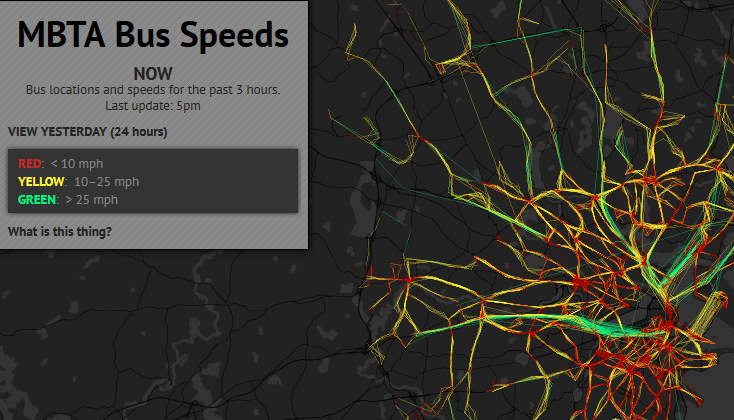 MBTA Bus Speeds
NOW
Bus locations and speeds for the past 3 hours.
Last update: 5pm
VIEW YESTERDAY (24 hours)
RED: < 10 mph
YELLOW: 10–25 mph
GREEN: > 25 mph
What is this thing?